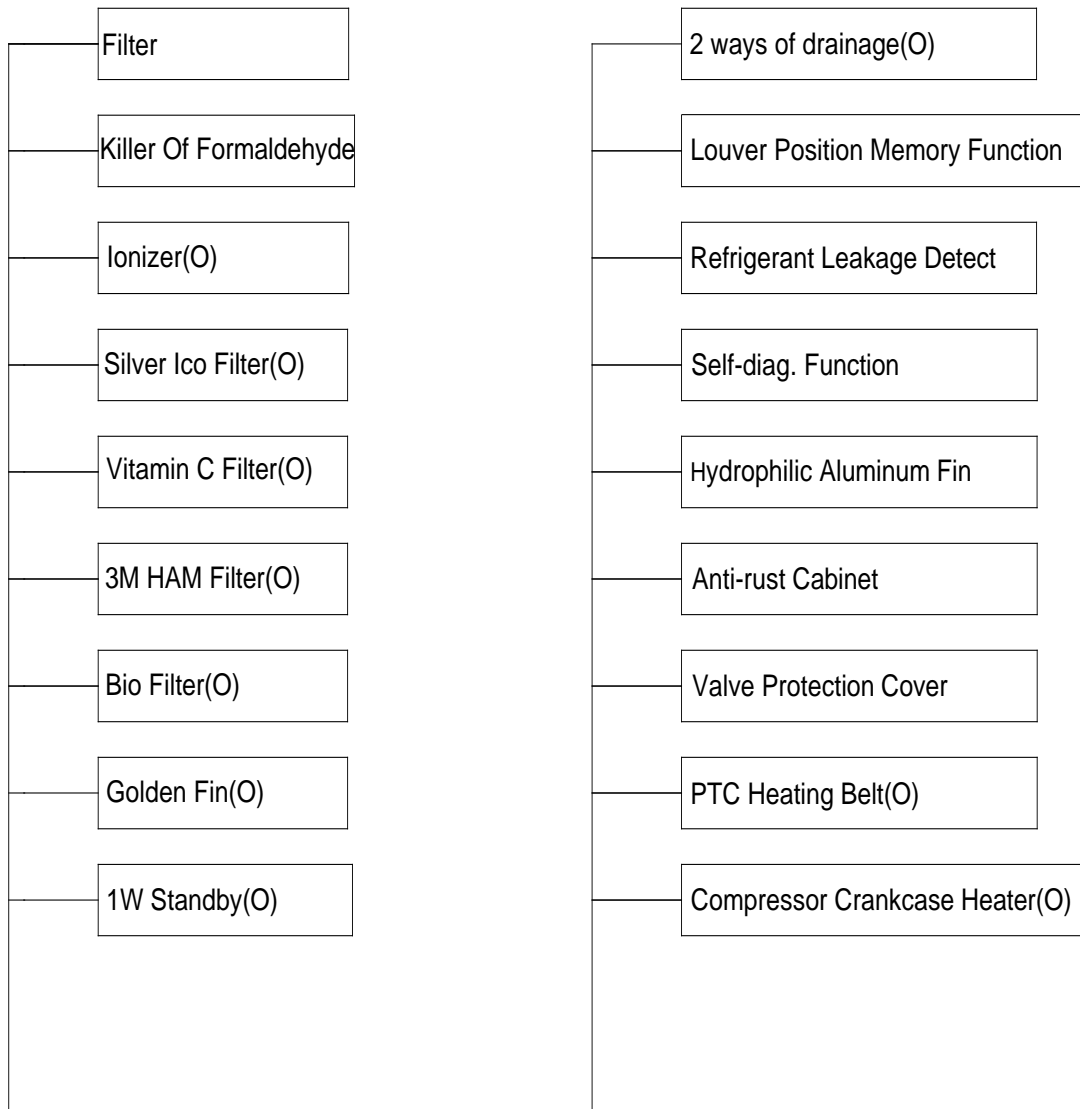 Filter
Killer Of Formaldehyde
Ionizer(O)
Silver Ico Filter(O)
Vitamin C Filter(O)
3M HAM Filter(O)
Bio Filter(O)
Golden Fin(O)
1W Standby(O)
2 ways of drainage(O)
Louver Position Memory Function
Refrigerant Leakage Detect
Self-diag. Function
Hydrophilic Aluminum Fin
Anti-rust Cabinet
Valve Protection Cover
PTC Heating Belt(O)
Compressor Crankcase Heater(O)